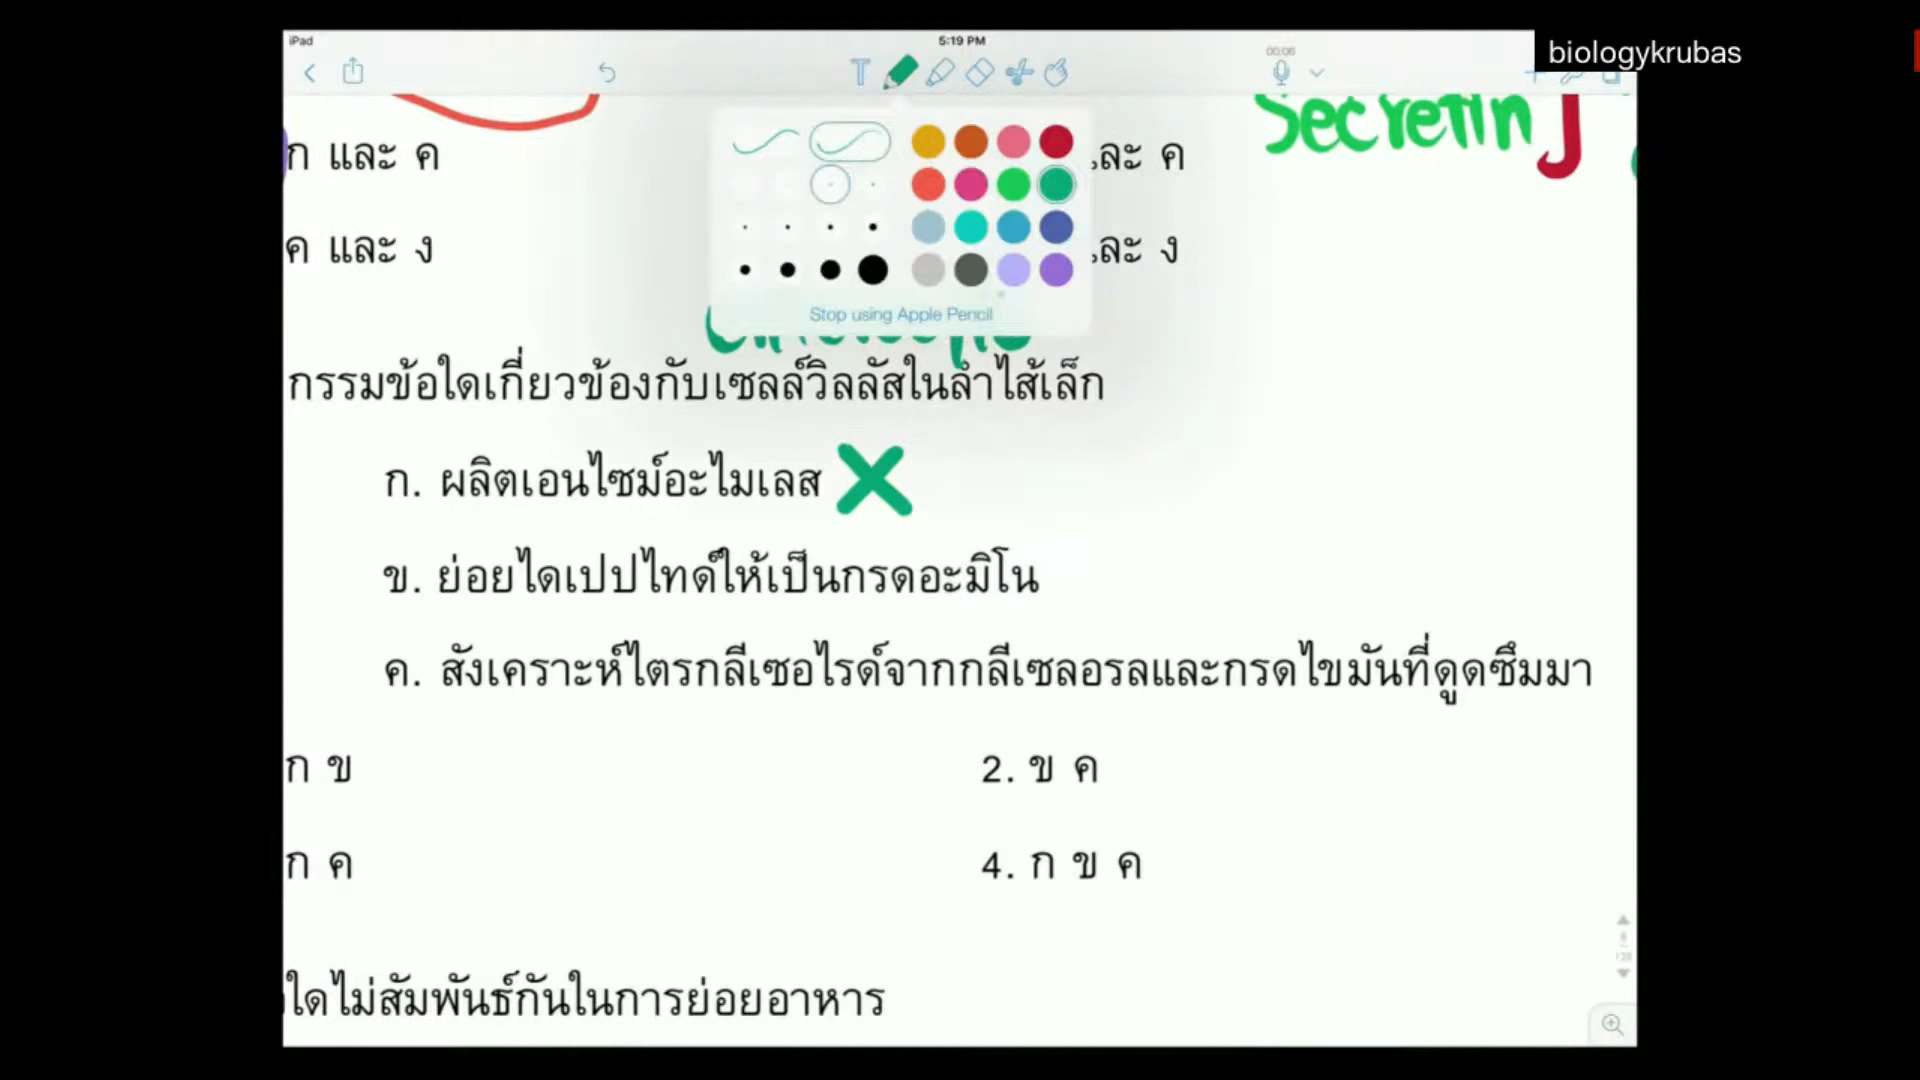 iPad
5:19 PM
00:06
biologykrubas
Secretin
ก และ ค
และ ค
ค และ ง
และ ง
Stop using Apple Pencil
กรรมข้อใดเกี่ยวข้องกับเซลล์วิลลัสในลำไส้เล็ก
ก. ผลิตเอนไซม์อะไมเลส
ข. ย่อยไดเปปไทด์ให้เป็นกรดอะมิโน
ค. สังเคราะห์ไตรกลีเซอไรด์จากกลีเซลอรลและกรดไขมันที่ดูดซึมมา
ก ข
2. ข ค
ก ค
4. ก ข ค
ใดไม่สัมพันธ์กันในการย่อยอาหาร